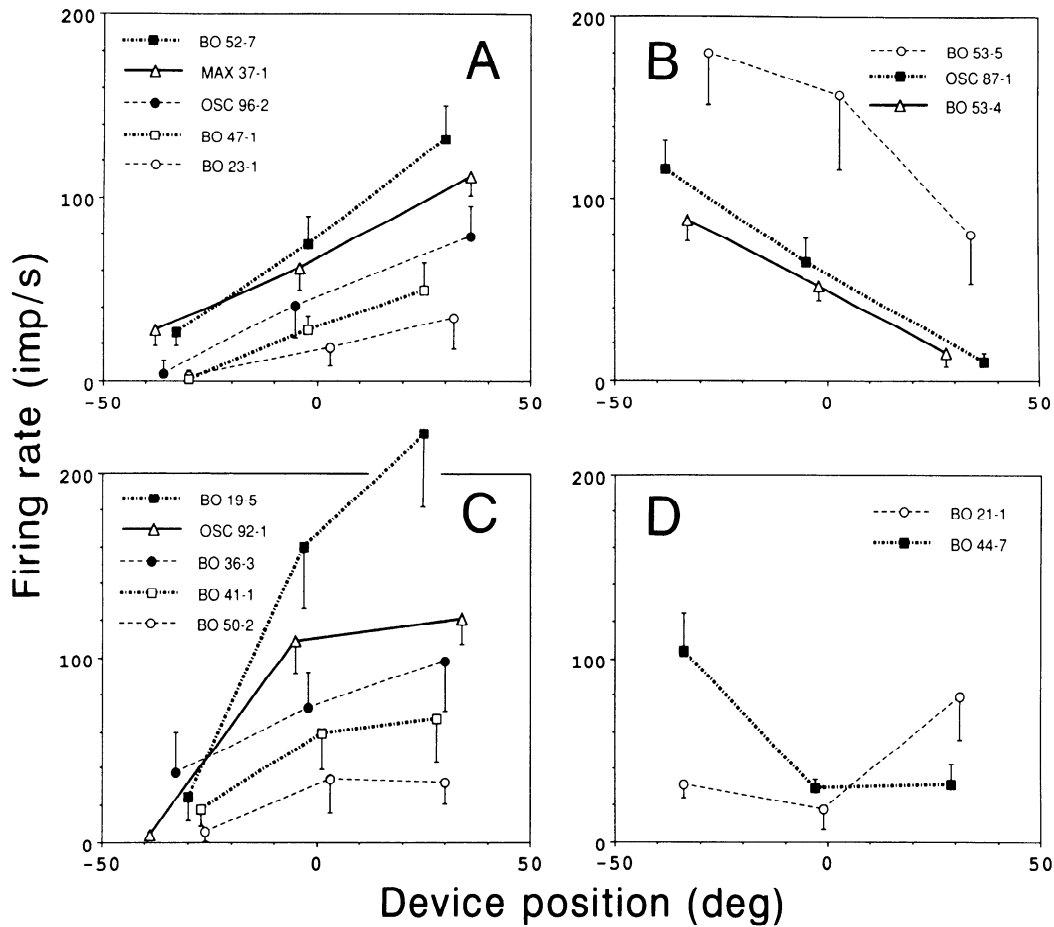 Firing rate (imp/s)
200
100
0
-50
0
50
A
BO 52-7
MAX 37-1
OSC 96-2
BO 47-1
BO 23-1
200
100
0
-50
0
50
B
BO 53-5
OSC 87-1
BO 53-4
200
100
0
-50
0
50
C
BO 19-5
OSC 92-1
BO 36-3
BO 41-1
BO 50-2
200
100
0
-50
0
50
D
BO 21-1
BO 44-7
Device position (deg)